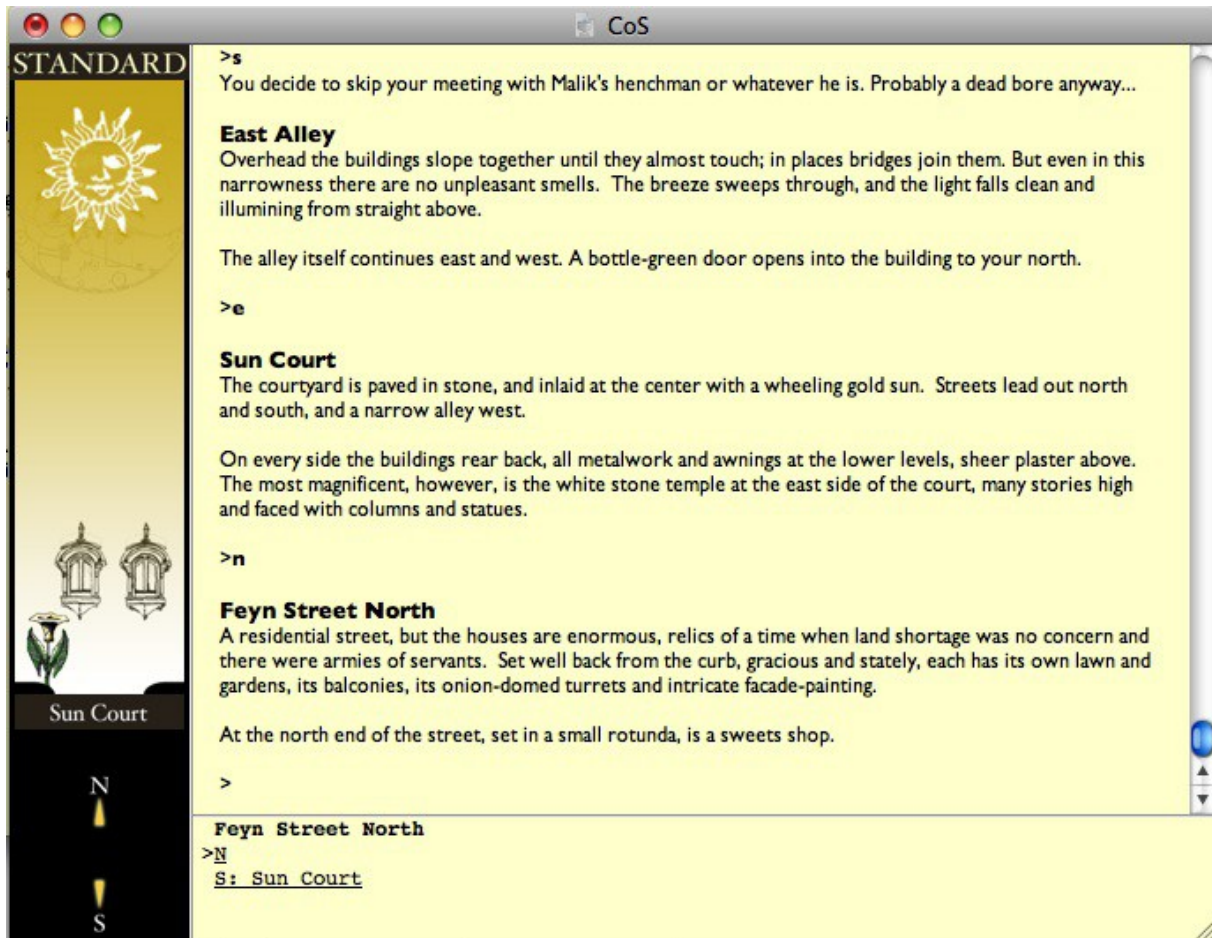 CoS
STANDARD
>s
You decide to skip your meeting with Malik's henchman or whatever he is. Probably a dead bore anyway...
East Alley
Overhead the buildings slope together until they almost touch; in places bridges join them. But even in this
narrowness there are no unpleasant smells.  The breeze sweeps through, and the light falls clean and
illumining from straight above.
The alley itself continues east and west. A bottle-green door opens into the building to your north.
>e
Sun Court
The courtyard is paved in stone, and inlaid at the center with a wheeling gold sun.  Streets lead out north
and south, and a narrow alley west.
On every side the buildings rear back, all metalwork and awnings at the lower levels, sheer plaster above.
The most magnificent, however, is the white stone temple at the east side of the court, many stories high
and faced with columns and statues.
>n
Feyn Street North
A residential street, but the houses are enormous, relics of a time when land shortage was no concern and
there were armies of servants.  Set well back from the curb, gracious and stately, each has its own lawn and
gardens, its balconies, its onion-domed turrets and intricate facade-painting.
At the north end of the street, set in a small rotunda, is a sweets shop.
>
Sun Court
N
S
Feyn Street North
>N
S: Sun Court